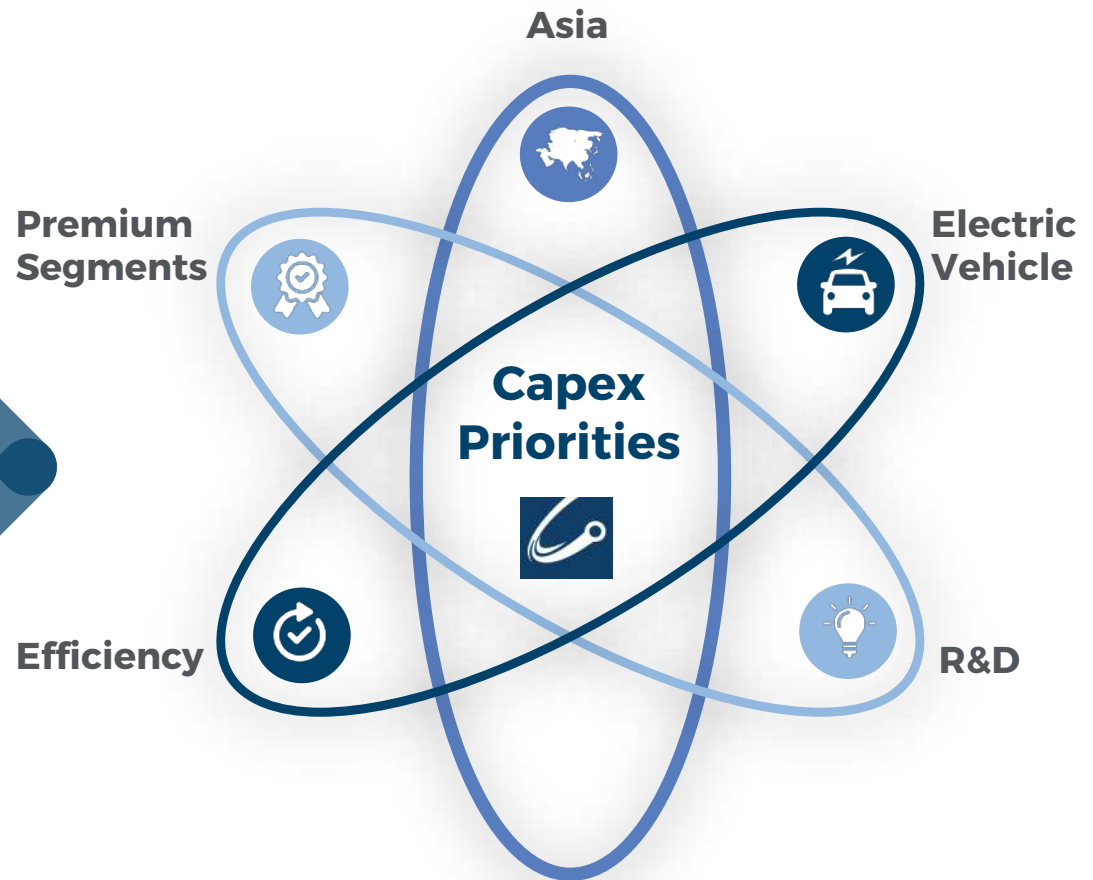 Asia
Premium
Segments
Electric
Vehicle
Capex
Priorities
Efficiency
R&D